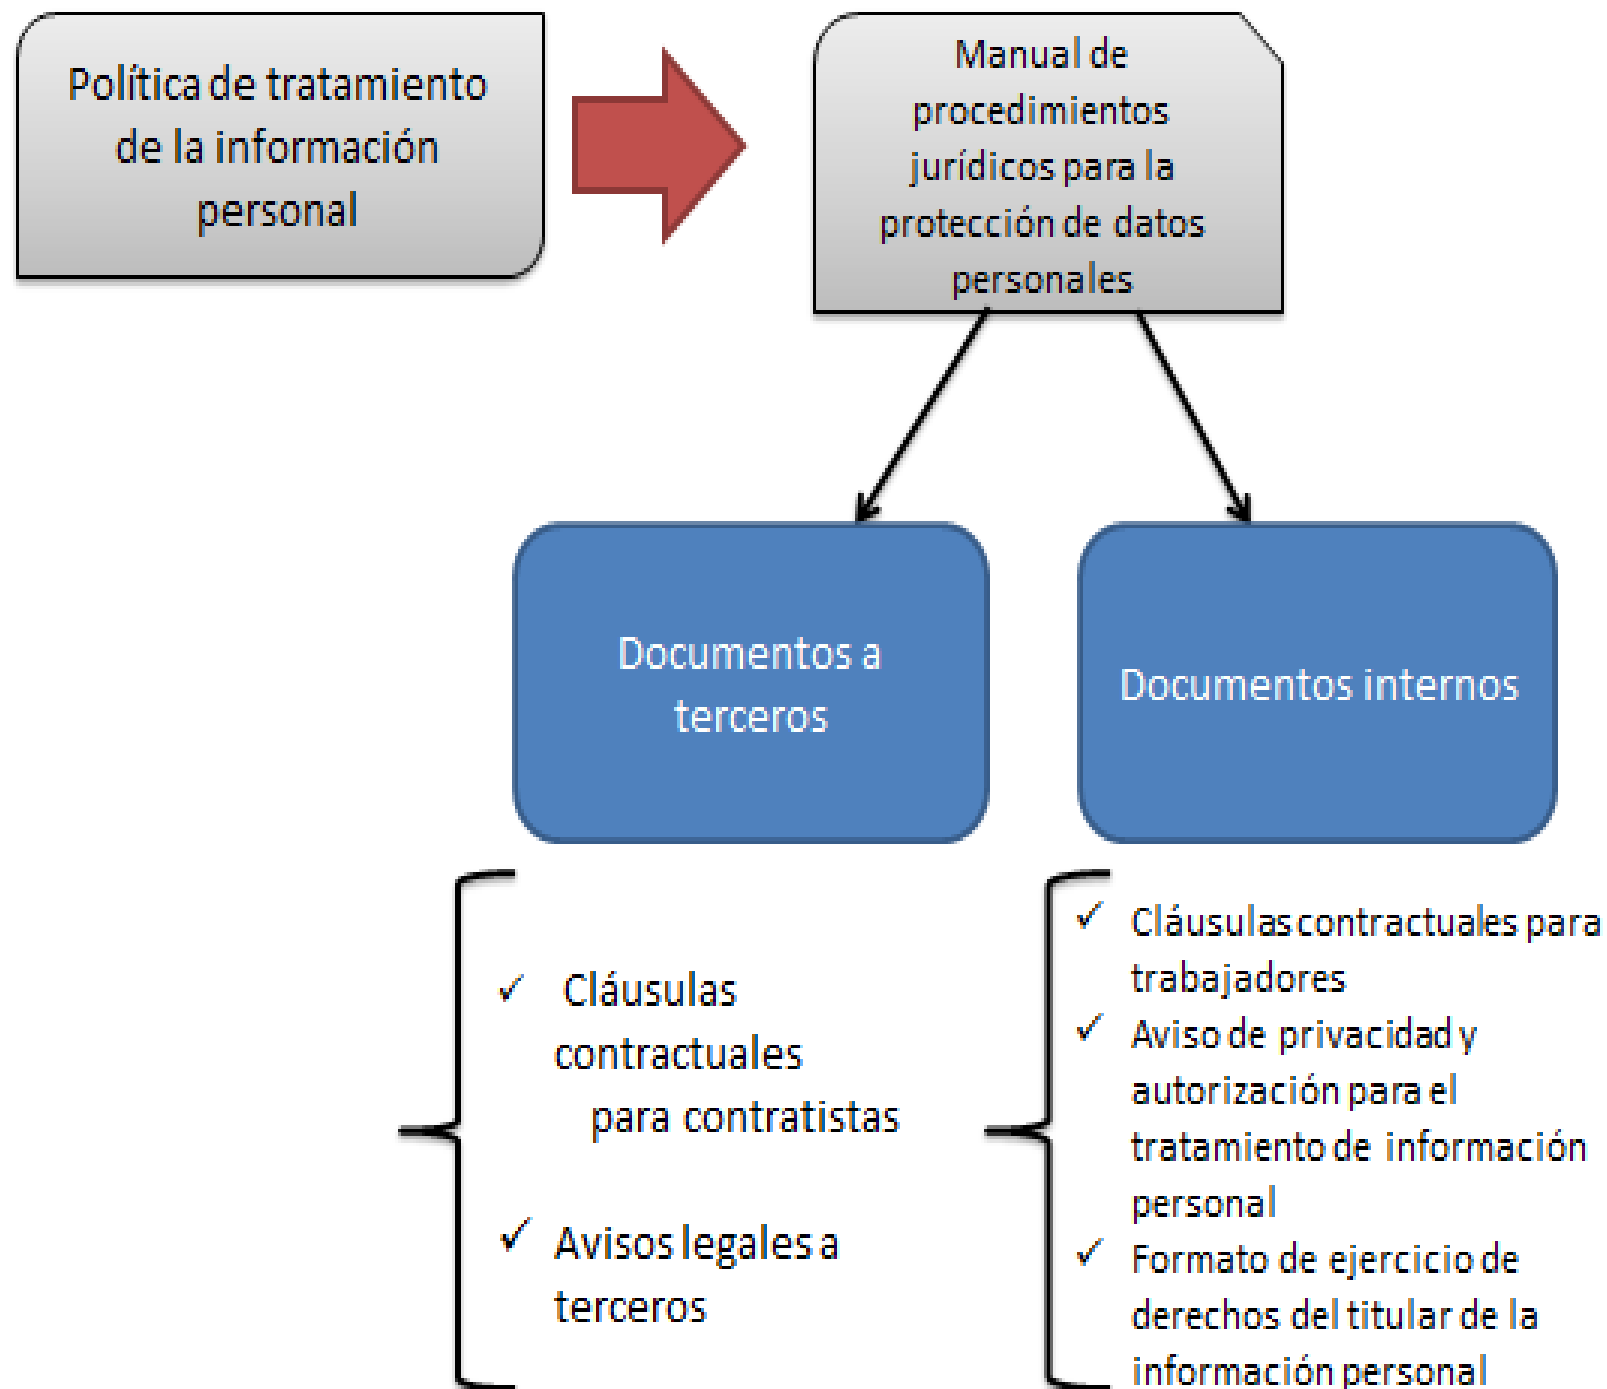 Política de tratamiento
de la información
personal
Manual de
procedimientos
jurídicos para la
protección de datos
personales
Documentos a
terceros
Documentos internos
✓ Cláusulas
contractuales
para contratistas
✓ Avisos legales a
terceros
✓ Cláusulas contractuales para
trabajadores
✓ Aviso de privacidad y
autorización para el
tratamiento de información
personal
✓ Formato de ejercicio de
derechos del titular de la
información personal